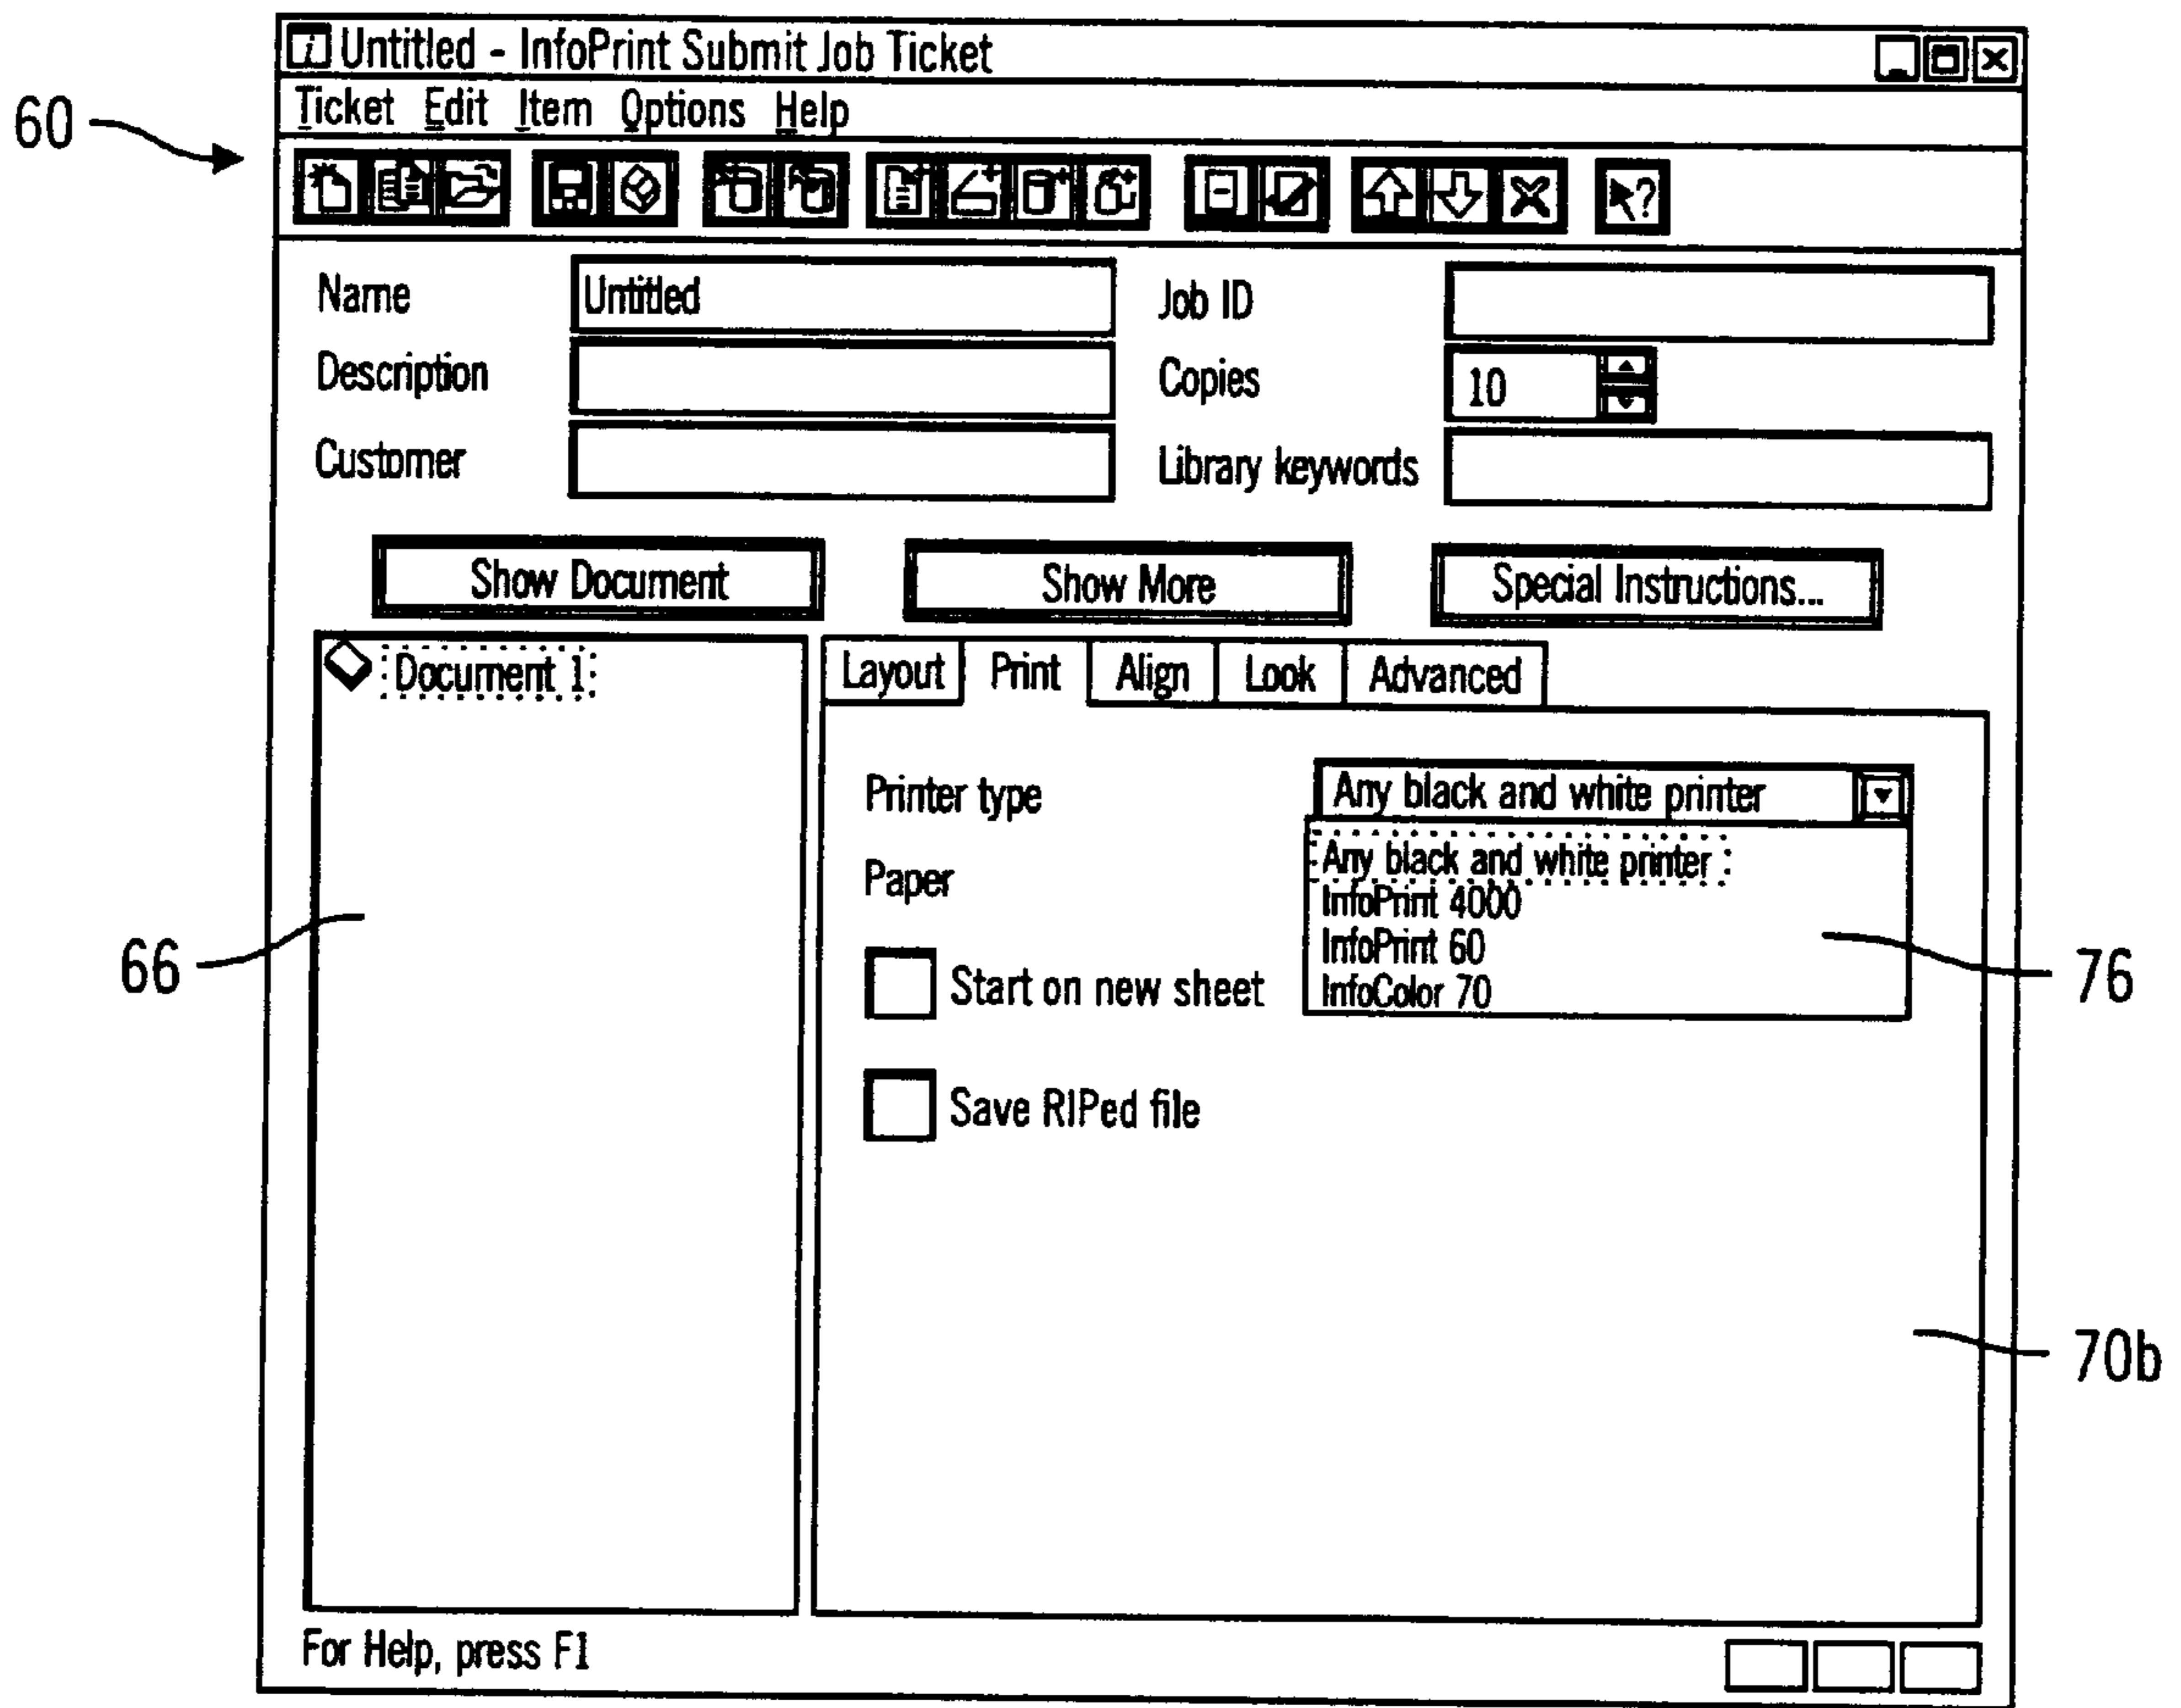 Untitled - InfoPrint Submit Job Ticket
Ticket Edit Item Options Help
60
Name Untitled Job ID
Description Copies 10
Customer Library keywords
Show Document Show More Special Instructions...
Document 1 Layout Print Align Look Advanced
Printer type Any black and white printer
Any black and white printer
Paper
InfoPrint 4000
InfoPrint 60
66
76
Start on new sheet
InfoColor 70
Save RIPed file
70b
For Help, press F1